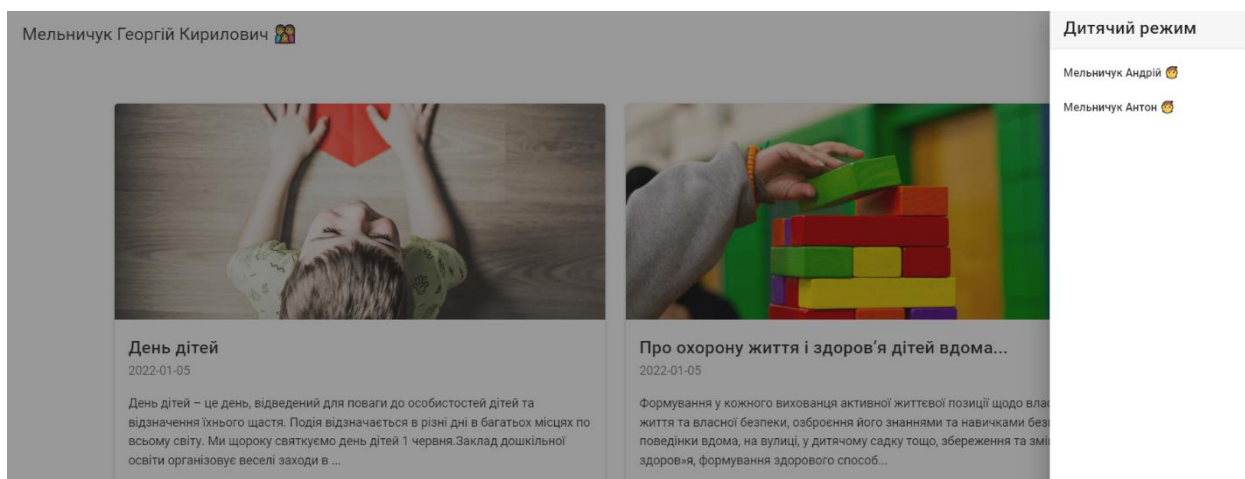 Мельничук Георгій Кирилович
Дитячий режим
Мельничук Андрій
Мельничук Антон
День дітей
2022-01-05
День дітей – це день, відведений для поваги до особистостей дітей та
відзначення їхнього щастя. Подія відзначається в різні дні в багатьох місцях по
всьому світу. Ми щороку святкуємо день дітей 1 червня.Заклад дошкільної
освіти організовує веселі заходи в ...
Про охорону життя і здоров’я дітей вдома...
2022-01-05
Формування у кожного вихованця активної життєвої позиції щодо
життя та власної безпеки, озброєння його знаннями та навичками
поведінки вдома, на вулиці, у дитячому садку тощо, збереження та
здоров»я, формування здорового способ...